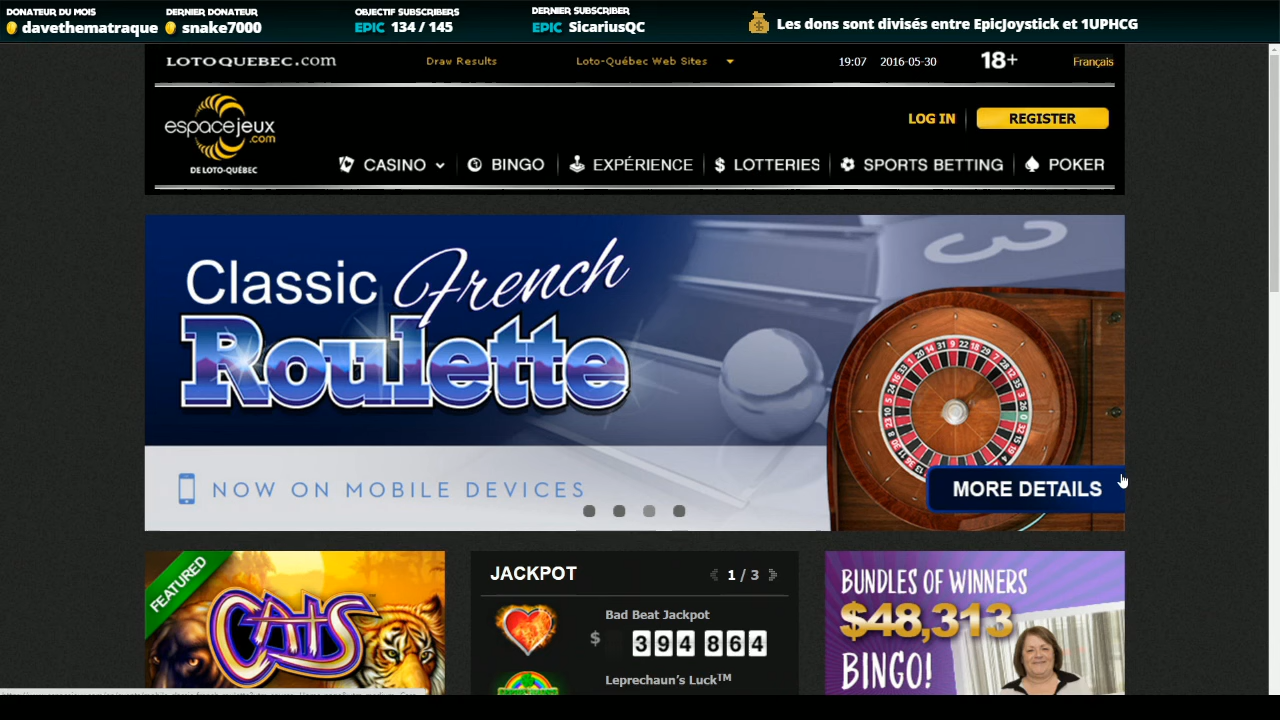 DONATEUR DU MOIS
davethematraque
DERNIER DONATEUR
snake7000
OBJECTIF SUBSCRIBERS
EPIC 134 / 145
DERNIER SUBSCRIBER
EPIC SicariusQC
Les dons sont divisés entre EpicJoystick et 1UPHCG
LOTOQUEBEC.com
Draw Results
Loto-Québec Web Sites
19:07 2016-05-30
18+
Français
espacejeux
.com
DE LOTO-QUÉBEC
LOG IN
REGISTER
CASINO
BINGO
EXPÉRIENCE
$ LOTTERIES
SPORTS BETTING
POKER
Classic French
Roulette
NOW ON MOBILE DEVICES
MORE DETAILS
FEATURED
CATS
JACKPOT
1 / 3
Bad Beat Jackpot
$ 394 864
Leprechaun's Luck™
BUNDLES OF WINNERS
$48,313
BINGO!